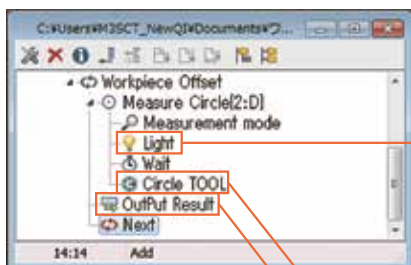 C:¥Users¥M3SCT_NewQI¥Documents¥ワ...
Workpiece Offset
Measure Circle[2:D]
Measurement mode
Light
Wait
Circle TOOL
OutPut Result
Next
14:14 Add